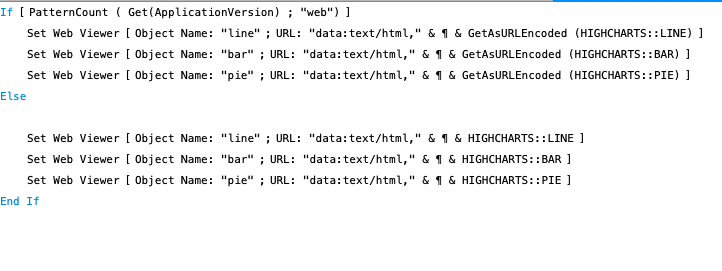 If [ PatternCount ( Get(ApplicationVersion) ; "web") ]
Set Web Viewer [ Object Name: "line" ; URL: "data:text/html," & ¶ & GetAsURLEncoded (HIGHCHARTS::LINE) ]
Set Web Viewer [ Object Name: "bar" ; URL: "data:text/html," & ¶ & GetAsURLEncoded (HIGHCHARTS::BAR) ]
Set Web Viewer [ Object Name: "pie" ; URL: "data:text/html," & ¶ & GetAsURLEncoded (HIGHCHARTS::PIE) ]
Else
Set Web Viewer [ Object Name: "line" ; URL: "data:text/html," & ¶ & HIGHCHARTS::LINE ]
Set Web Viewer [ Object Name: "bar" ; URL: "data:text/html," & ¶ & HIGHCHARTS::BAR ]
Set Web Viewer [ Object Name: "pie" ; URL: "data:text/html," & ¶ & HIGHCHARTS::PIE ]
End If